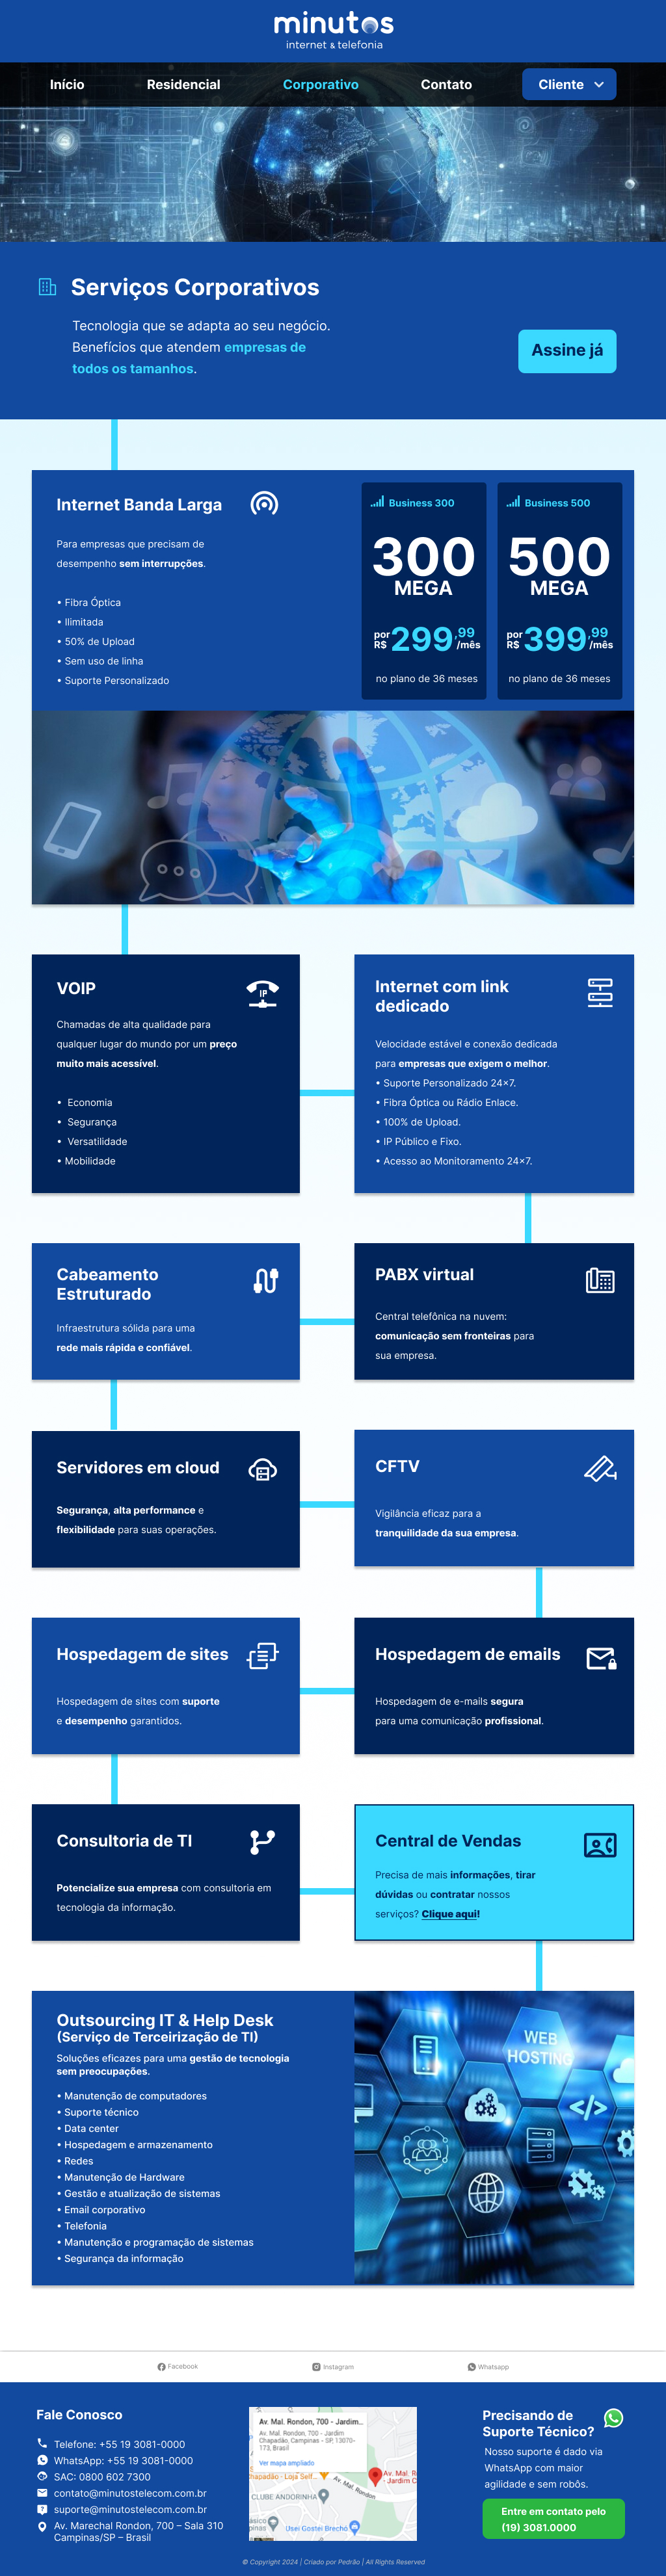 minutos
internet & telefonia
Início
Residencial
Corporativo
Contato
Cliente
Serviços Corporativos
Tecnologia que se adapta ao seu negócio.
Benefícios que atendem empresas de
todos os tamanhos.
Assine já
Internet Banda Larga
Para empresas que precisam de
desempenho sem interrupções.
• Fibra Óptica
• Ilimitada
• 50% de Upload
• Sem uso de linha
• Suporte Personalizado
Business 300
300
MEGA
por
R$ 299,99
/mês
no plano de 36 meses
Business 500
500
MEGA
por
R$ 399,99
/mês
no plano de 36 meses
VOIP
IP
Chamadas de alta qualidade para
qualquer lugar do mundo por um preço
muito mais acessível.
• Economia
• Segurança
• Versatilidade
• Mobilidade
Internet com link
dedicado
Velocidade estável e conexão dedicada
para empresas que exigem o melhor.
• Suporte Personalizado 24×7.
• Fibra Óptica ou Rádio Enlace.
• 100% de Upload.
• IP Público e Fixo.
• Acesso ao Monitoramento 24×7.
Cabeamento
Estruturado
Infraestrutura sólida para uma
rede mais rápida e confiável.
PABX virtual
Central telefônica na nuvem:
comunicação sem fronteiras para
sua empresa.
Servidores em cloud
Segurança, alta performance e
flexibilidade para suas operações.
CFTV
Vigilância eficaz para a
tranquilidade da sua empresa.
Hospedagem de sites
Hospedagem de sites com suporte
e desempenho garantidos.
Hospedagem de emails
Hospedagem de e-mails segura
para uma comunicação profissional.
Consultoria de TI
Potencialize sua empresa com consultoria em
tecnologia da informação.
Central de Vendas
Precisa de mais informações, tirar
dúvidas ou contratar nossos
serviços? Clique aqui!
Outsourcing IT & Help Desk
(Serviço de Terceirização de TI)
Soluções eficazes para uma gestão de tecnologia
sem preocupações.
• Manutenção de computadores
• Suporte técnico
• Data center
• Hospedagem e armazenamento
• Redes
• Manutenção de Hardware
• Gestão e atualização de sistemas
• Email corporativo
• Telefonia
• Manutenção e programação de sistemas
• Segurança da informação
WEB
HOSTING
</>
Facebook
Instagram
Whatsapp
Fale Conosco
Telefone: +55 19 3081-0000
WhatsApp: +55 19 3081-0000
SAC: 0800 602 7300
contato@minutostelecom.com.br
suporte@minutostelecom.com.br
Av. Marechal Rondon, 700 – Sala 310
Campinas/SP – Brasil
Av. Mal. Rondon, 700 - Jardim...
Av. Mal. Rondon, 700 - Jardim
Chapadão, Campinas - SP, 13070-
173, Brasil
Ver mapa ampliado
hapadão - Loja Self...
Av. Mal. R
- Jardim C
CLUBE ANDORINHA
ásico
pinas
Usei Gostei Brechó
Precisando de
Suporte Técnico?
Nosso suporte é dado via
WhatsApp com maior
agilidade e sem robôs.
Entre em contato pelo
(19) 3081.0000
© Copyright 2024 | Criado por Pedrão | All Rights Reserved